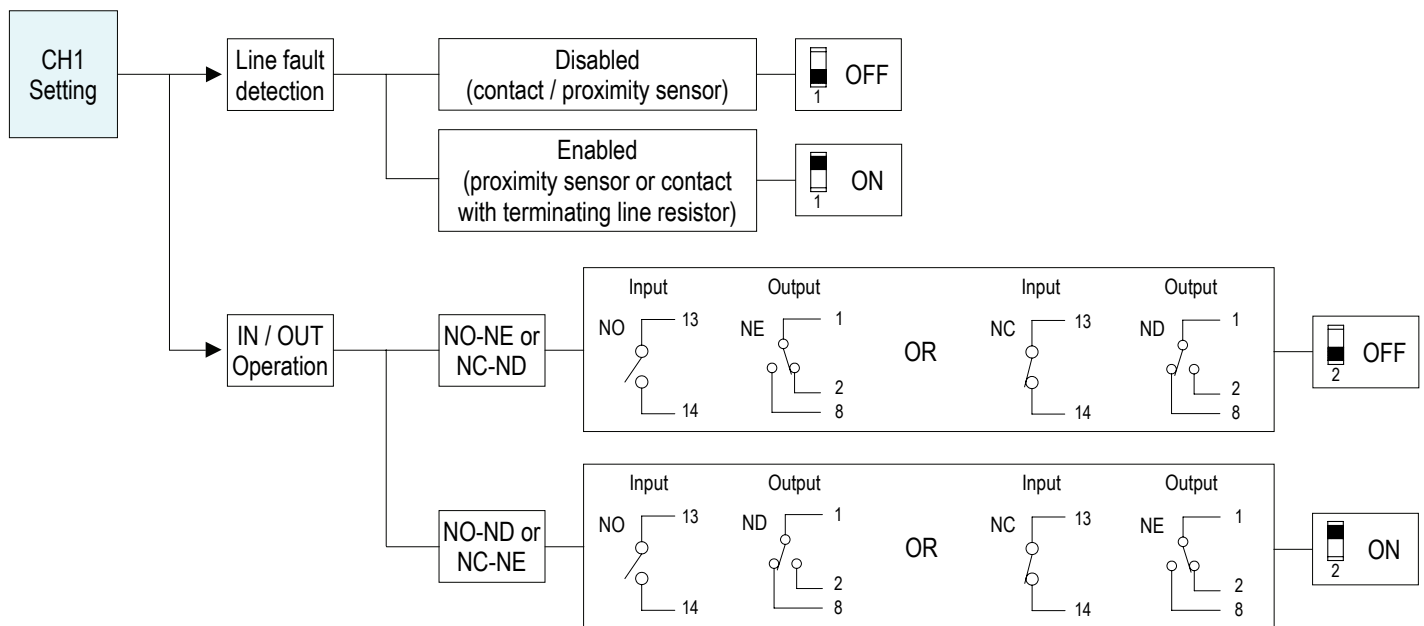 CH1
Setting
Line fault
detection
Disabled
(contact / proximity sensor)
1
OFF
Enabled
(proximity sensor or contact
with terminating line resistor)
1
ON
IN / OUT
Operation
NO-NE or
NC-ND
Input
NO
13
14
Output
NE
1
2
8
OR
Input
NC
13
14
Output
ND
1
2
8
2
OFF
NO-ND or
NC-NE
Input
NO
13
14
Output
ND
1
2
8
OR
Input
NC
13
14
Output
NE
1
2
8
2
ON